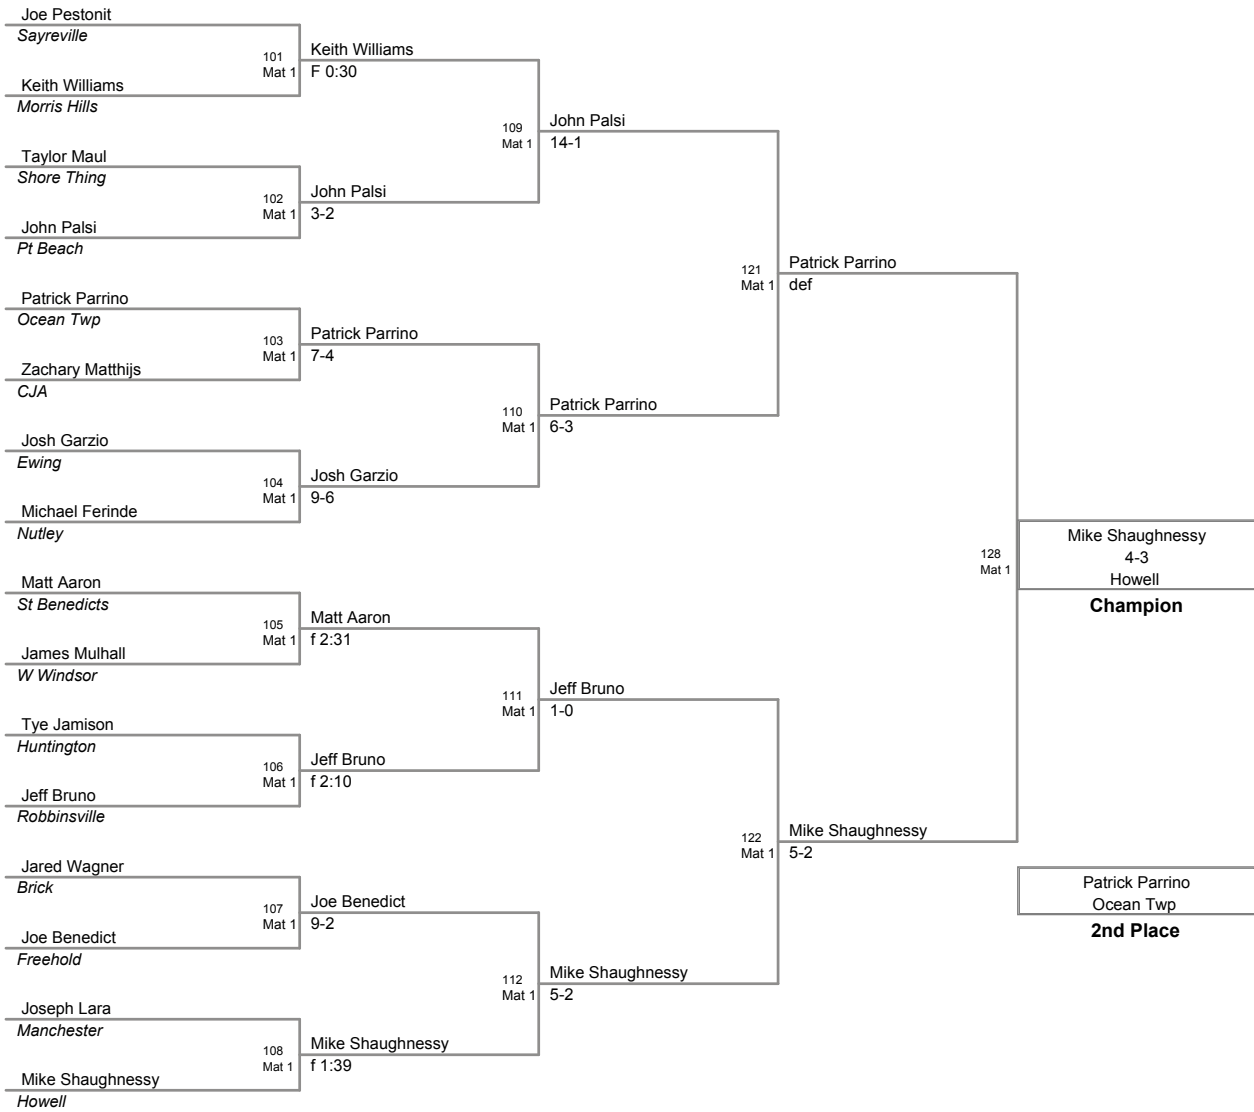 Joe Pestonit
Sayreville
101
Mat 1
Keith Williams
F 0:30
Keith Williams
Morris Hills
109
Mat 1
John Palsi
14-1
Taylor Maul
Shore Thing
102
Mat 1
John Palsi
3-2
John Palsi
Pt Beach
121
Mat 1
Patrick Parrino
def
Patrick Parrino
Ocean Twp
103
Mat 1
Patrick Parrino
7-4
Zachary Matthijs
CJA
110
Mat 1
Patrick Parrino
6-3
Josh Garzio
Ewing
104
Mat 1
Josh Garzio
9-6
Michael Ferinde
Nutley
128
Mat 1
Mike Shaughnessy
4-3
Howell
Champion
Matt Aaron
St Benedicts
105
Mat 1
Matt Aaron
f 2:31
James Mulhall
W Windsor
111
Mat 1
Jeff Bruno
1-0
Tye Jamison
Huntington
106
Mat 1
Jeff Bruno
f 2:10
Jeff Bruno
Robbinsville
122
Mat 1
Mike Shaughnessy
5-2
Jared Wagner
Brick
107
Mat 1
Joe Benedict
9-2
Patrick Parrino
Ocean Twp
2nd Place
Joe Benedict
Freehold
112
Mat 1
Mike Shaughnessy
5-2
Joseph Lara
Manchester
108
Mat 1
Mike Shaughnessy
f 1:39
Mike Shaughnessy
Howell